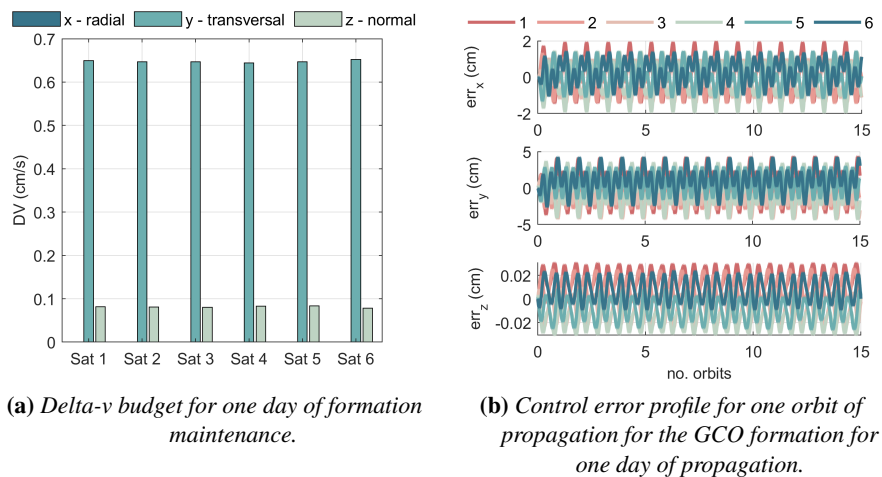 x - radial y - transversal z - normal
0.7
0.6
0.5
0.4
0.3
0.2
0.1
0
DV (cm/s)
Sat 1 Sat 2 Sat 3 Sat 4 Sat 5 Sat 6
(a) Delta-v budget for one day of formation
maintenance.
1 2 3 4 5 6
err_x (cm)
2
0
-2
0 5 10 15
err_y (cm)
5
0
-5
0 5 10 15
err_z (cm)
0.02
0
-0.02
0 5 10 15
no. orbits
(b) Control error profile for one orbit of
propagation for the GCO formation for
one day of propagation.